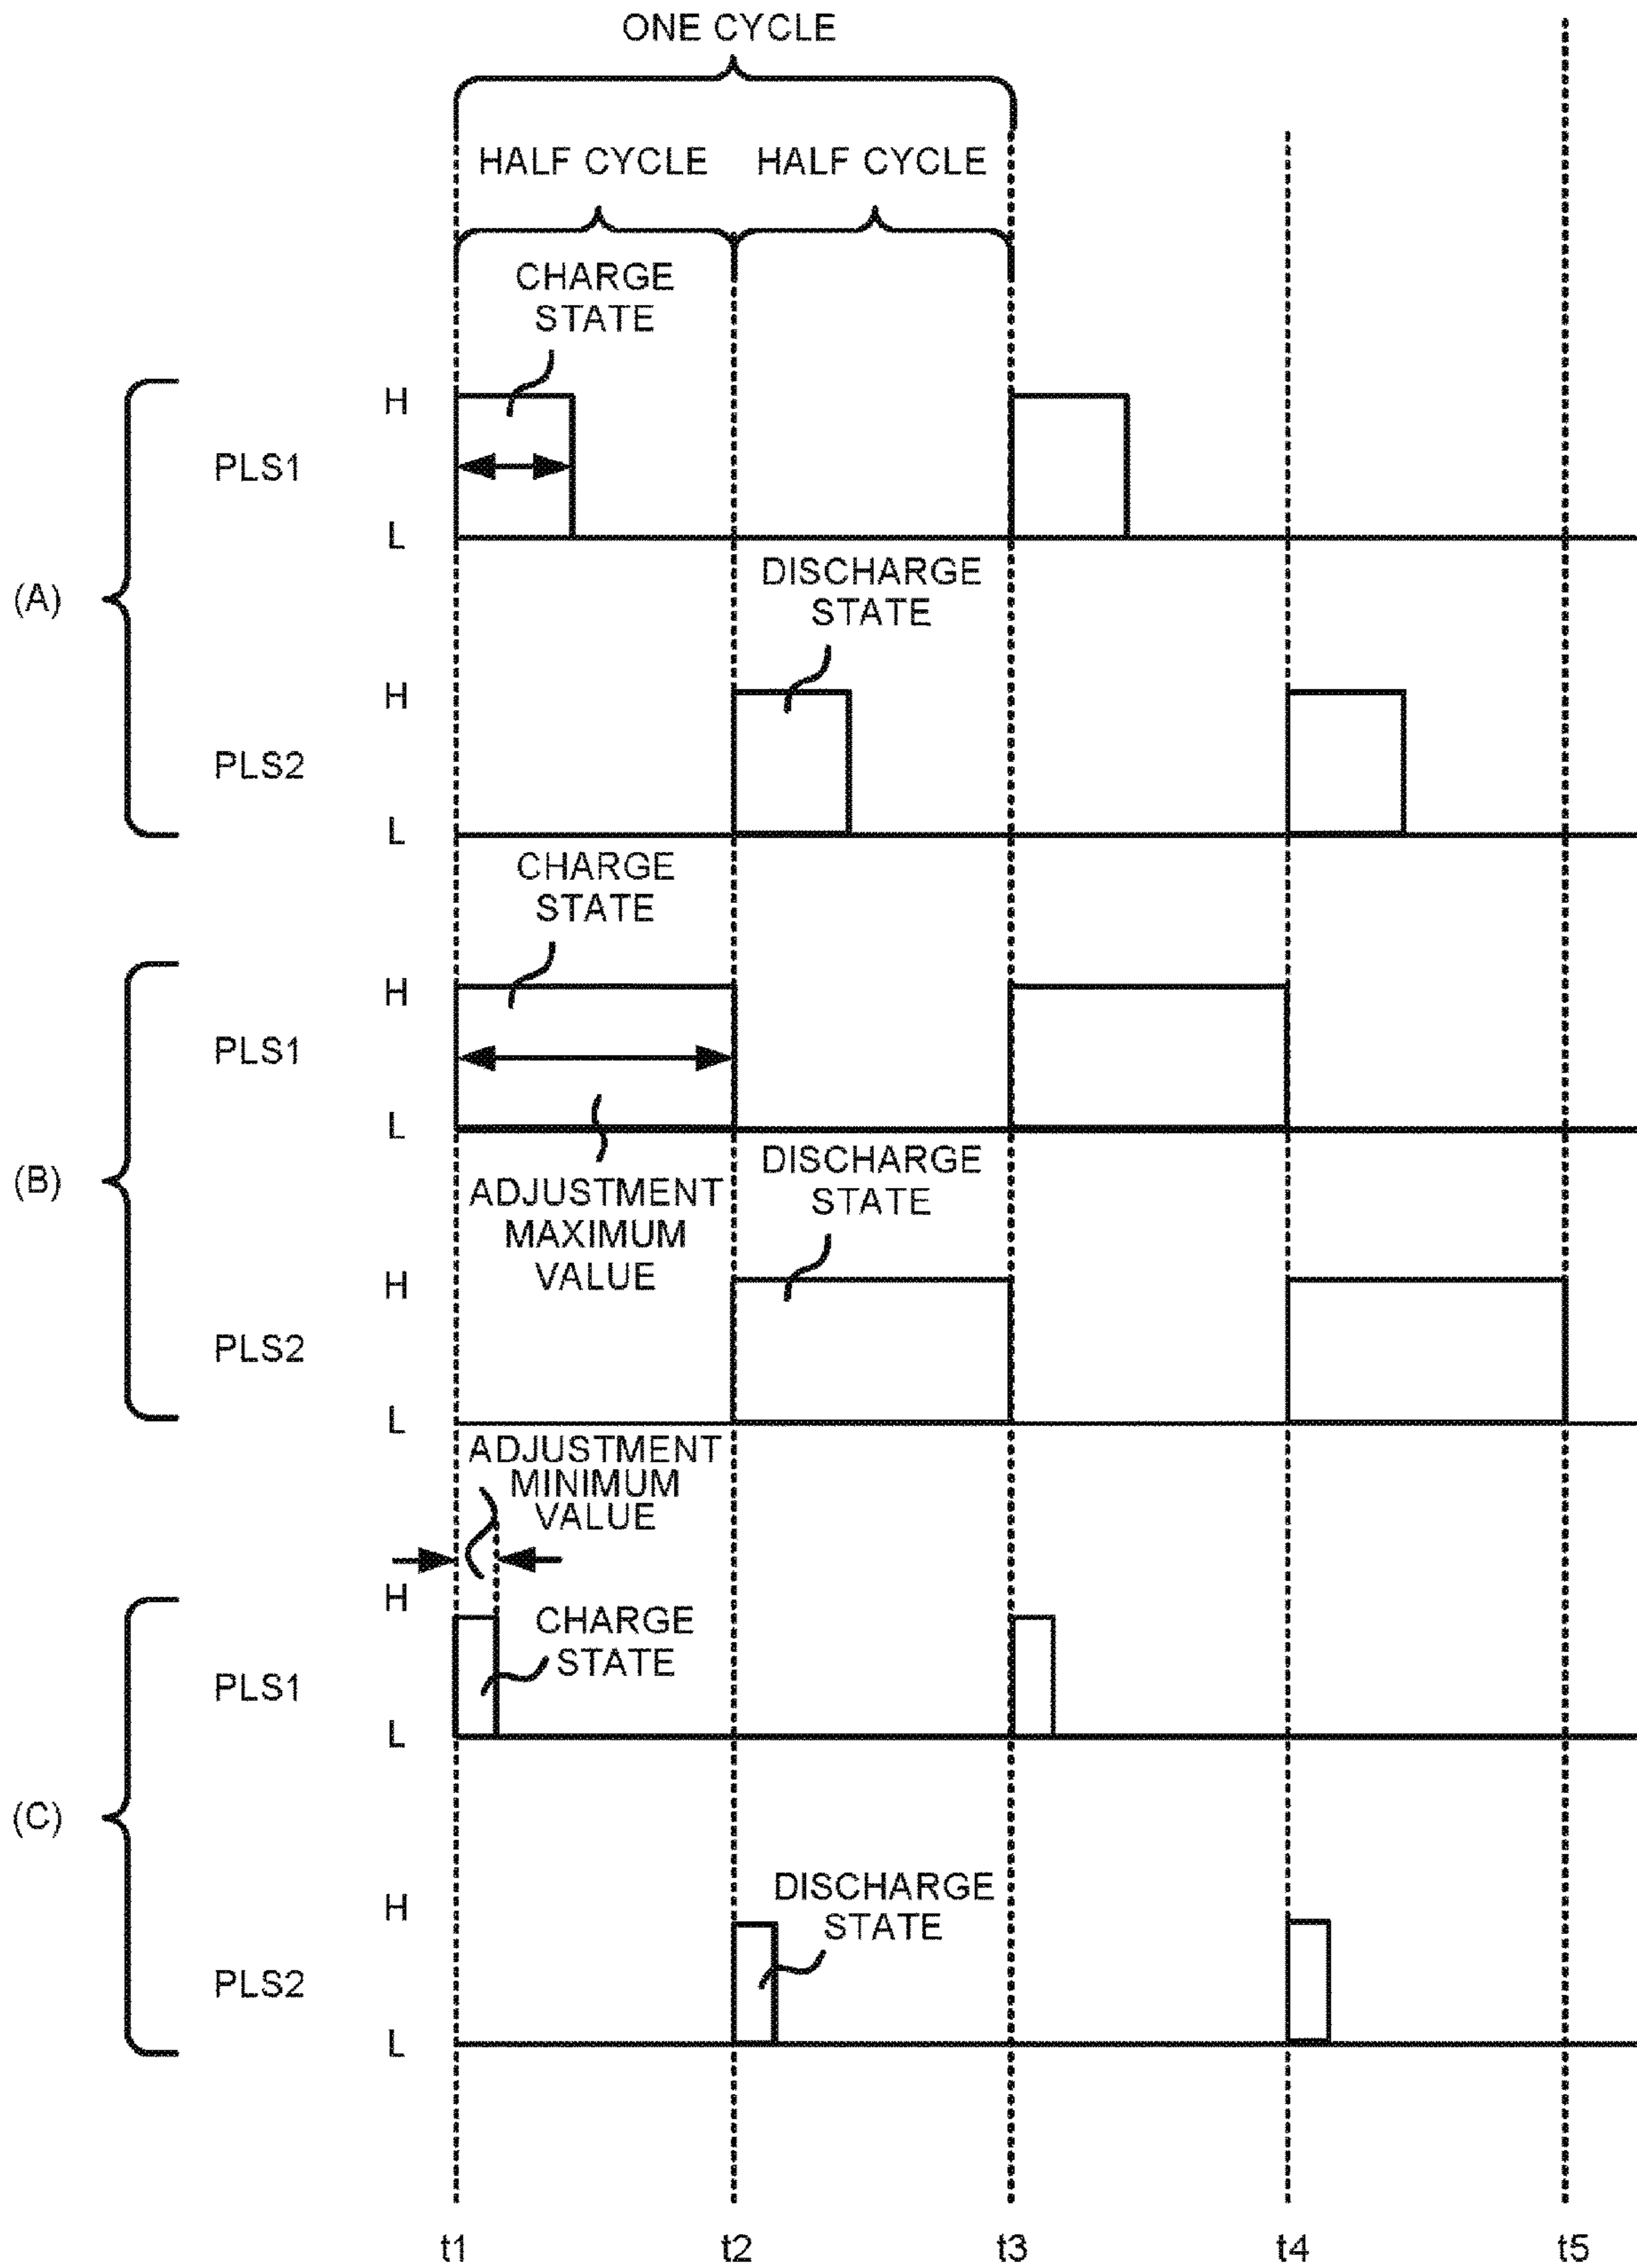 ONE CYCLE
HALF CYCLE HALF CYCLE
CHARGE
STATE
H
PLS1
L
DISCHARGE
STATE
(A)
H
PLS2
L
CHARGE
STATE
H
PLS1
L
DISCHARGE
STATE
(B)
ADJUSTMENT
MAXIMUM
VALUE
H
PLS2
L
ADJUSTMENT
MINIMUM
VALUE
H
CHARGE
STATE
PLS1
L
(C)
DISCHARGE
STATE
H
PLS2
L
t1 t2 t3 t4 t5